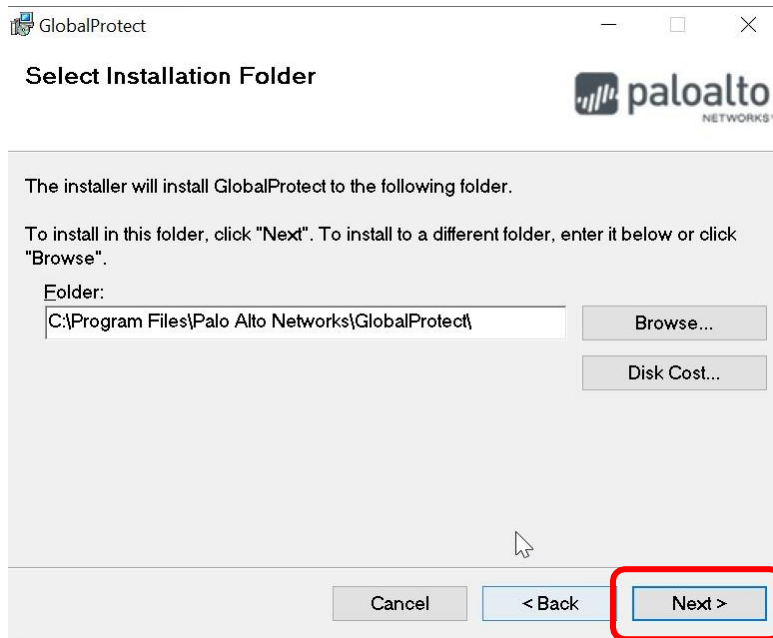 GlobalProtect
Select Installation Folder
paloalto
NETWORKS
The installer will install GlobalProtect to the following folder.
To install in this folder, click "Next". To install to a different folder, enter it below or click
"Browse".
Folder:
C:\Program Files\Palo Alto Networks\GlobalProtect\
Browse...
Disk Cost...
Cancel
< Back
Next >